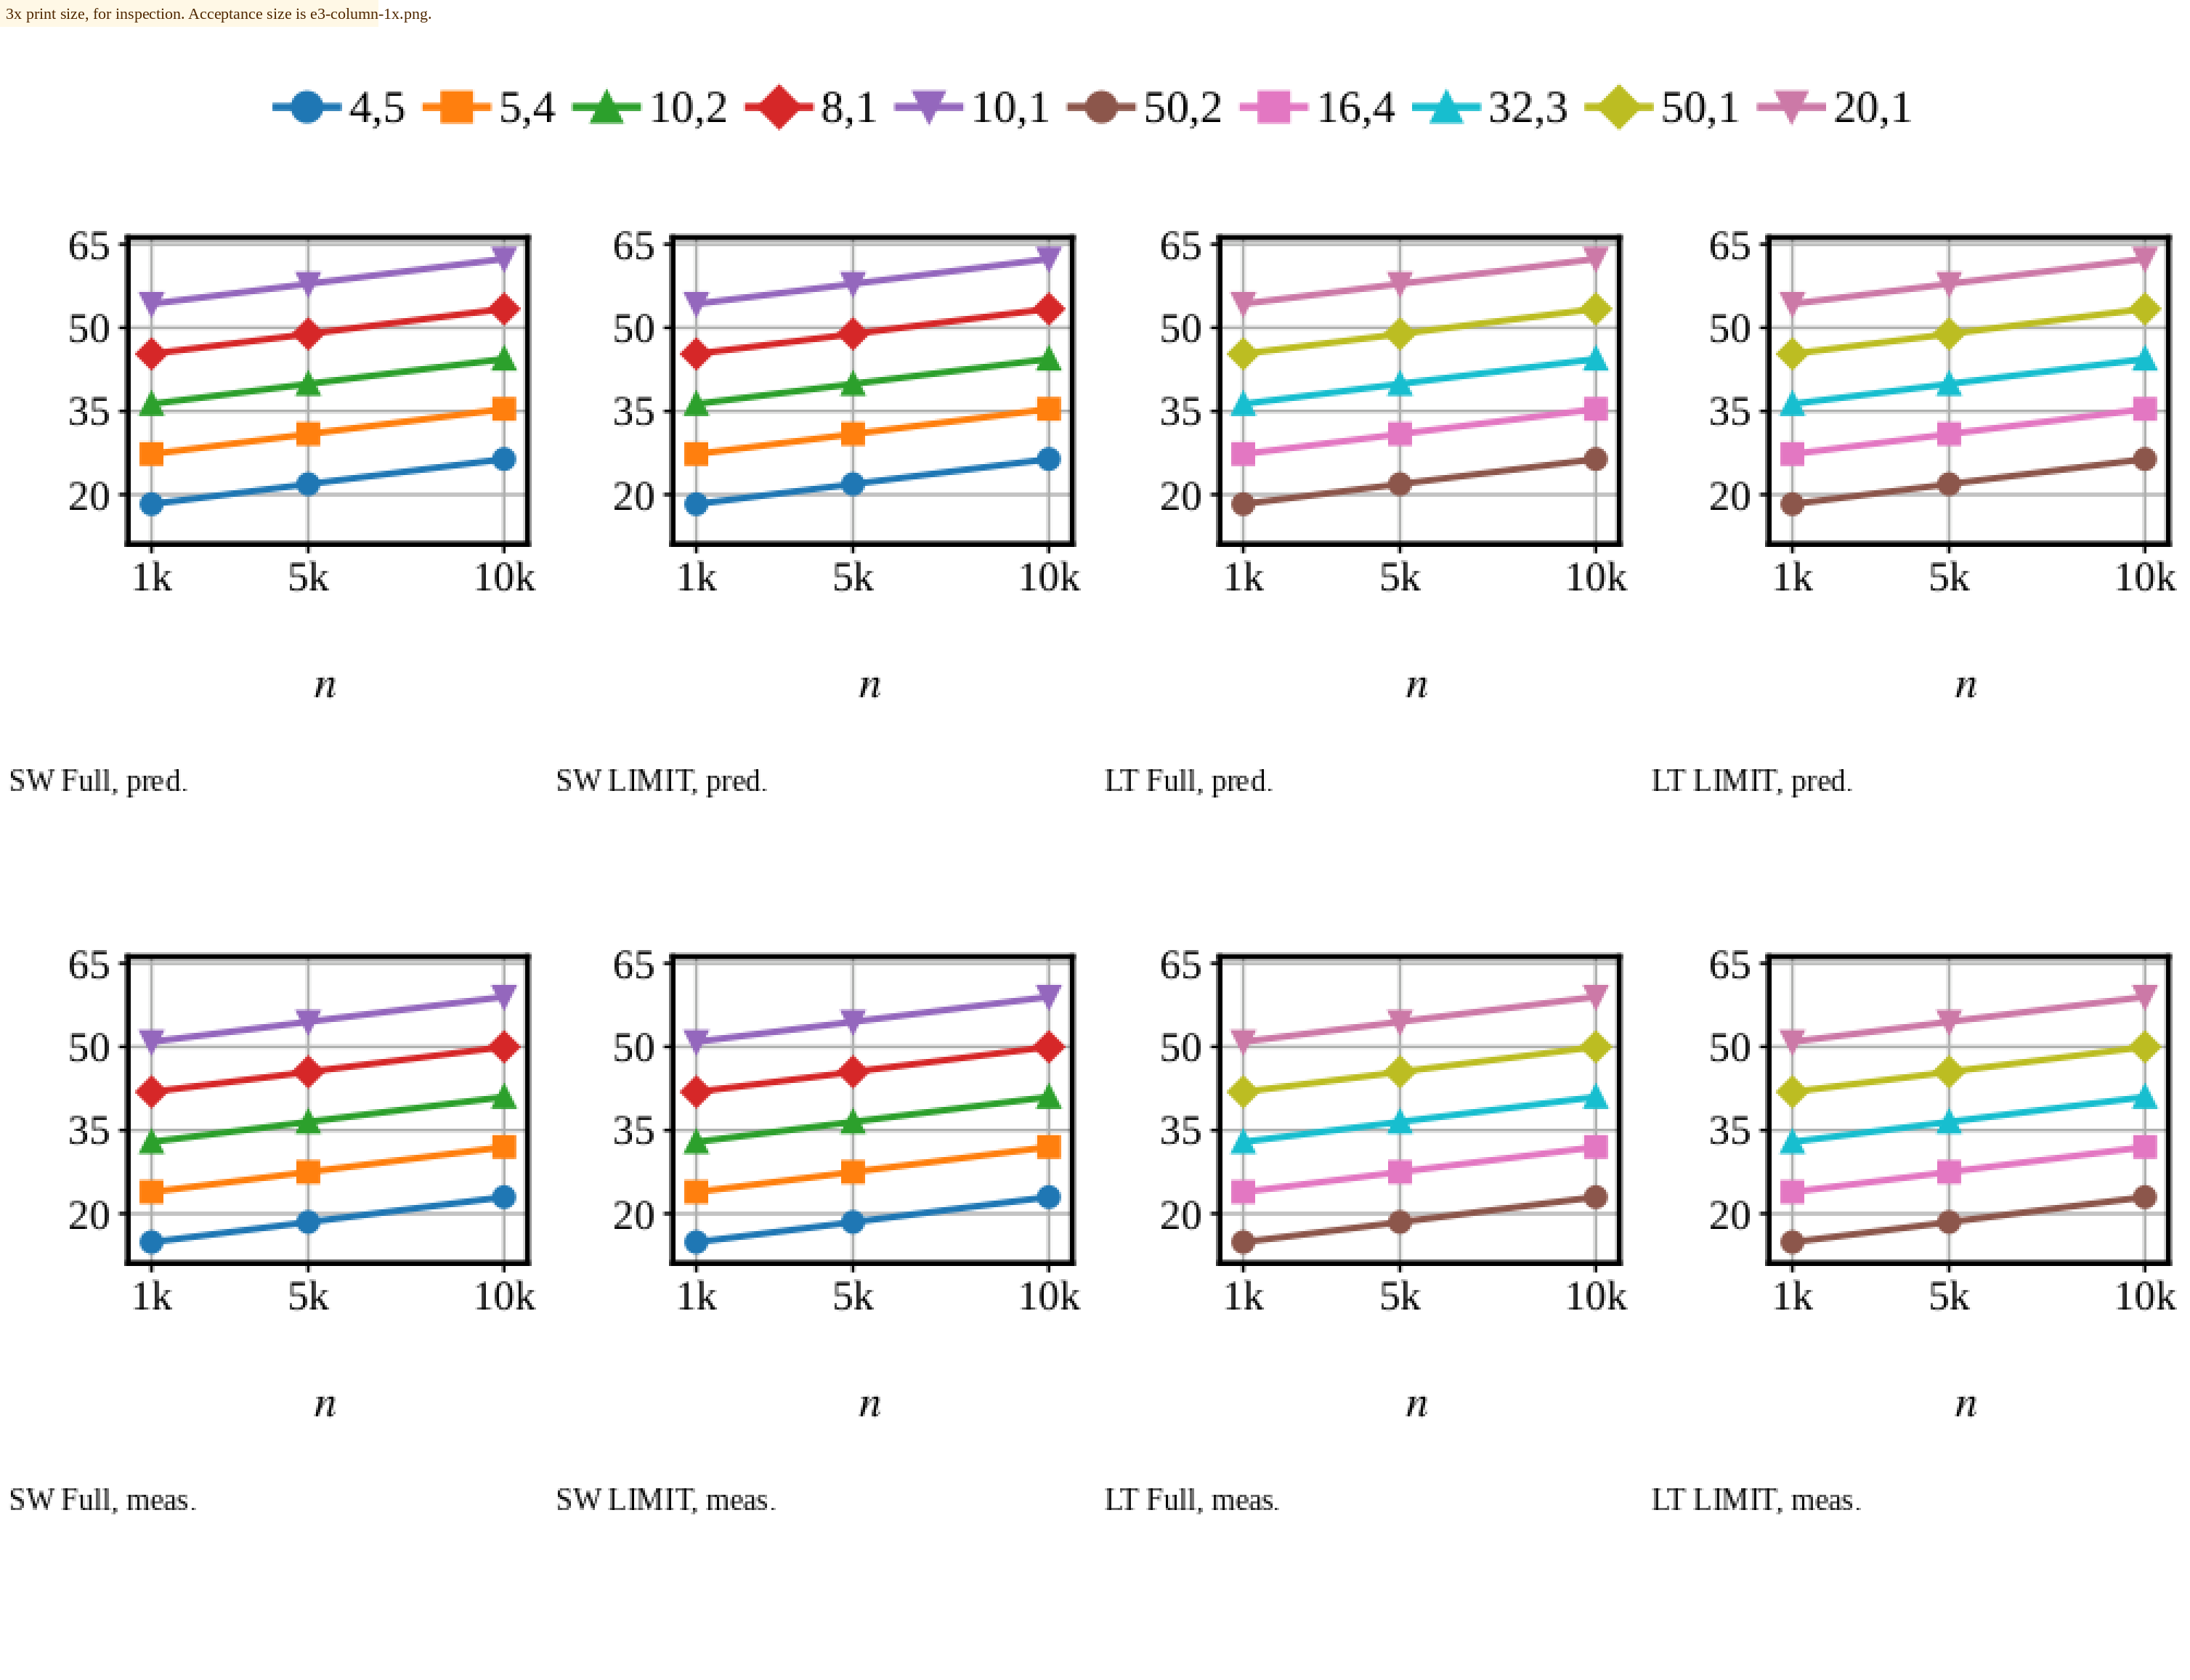 3x print size, for inspection. Acceptance size is e3-column-1x.png.
4,5 5,4 10,2 8,1 10,1 50,2 16,4 32,3 50,1 20,1
65 65 65 65
50 50 50 50
35 35 35 35
20 20 20 20
1k 5k 10k 1k 5k 10k 1k 5k 10k 1k 5k 10k
n n n n
SW Full, pred. SW LIMIT, pred. LT Full, pred. LT LIMIT, pred.
65 65 65 65
50 50 50 50
35 35 35 35
20 20 20 20
1k 5k 10k 1k 5k 10k 1k 5k 10k 1k 5k 10k
n n n n
SW Full, meas. SW LIMIT, meas. LT Full, meas. LT LIMIT, meas.